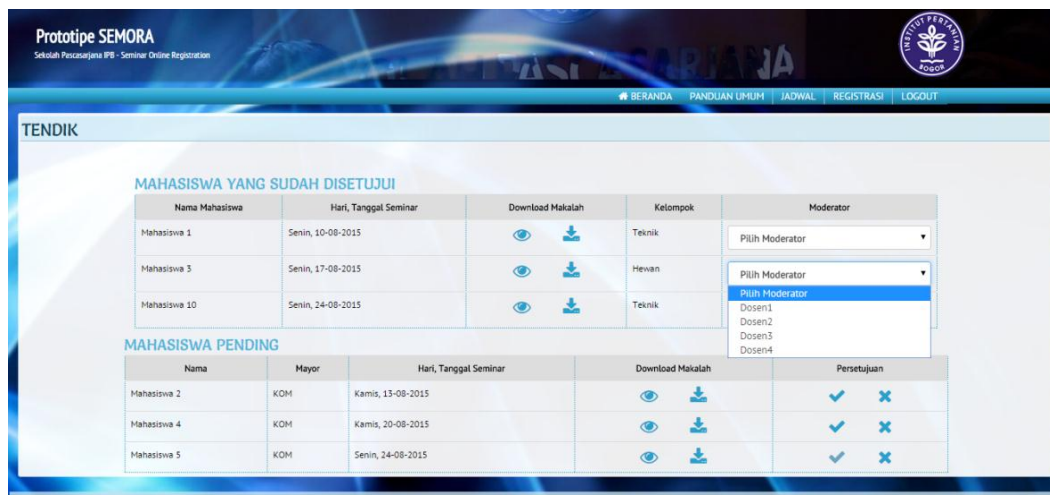 Prototipe SEMORA
Sekolah Pascasarjana IPB - Seminar Online Registration
INSTITUT PERTANIAN BOGOR
BERANDA PANDUAN UMUM JADWAL REGISTRASI LOGOUT
TENDIK
MAHASISWA YANG SUDAH DISETUJUI
Nama Mahasiswa Hari, Tanggal Seminar Download Makalah Kelompok Moderator
Mahasiswa 1 Senin, 10-08-2015 Teknik Pilih Moderator
Mahasiswa 3 Senin, 17-08-2015 Hewan Pilih Moderator
Pilih Moderator
Mahasiswa 10 Senin, 24-08-2015 Teknik Dosen1
Dosen2
Dosen3
Dosen4
MAHASISWA PENDING
Nama Mayor Hari, Tanggal Seminar Download Makalah Persetujuan
Mahasiswa 2 KOM Kamis, 13-08-2015
Mahasiswa 4 KOM Kamis, 20-08-2015
Mahasiswa 5 KOM Senin, 24-08-2015